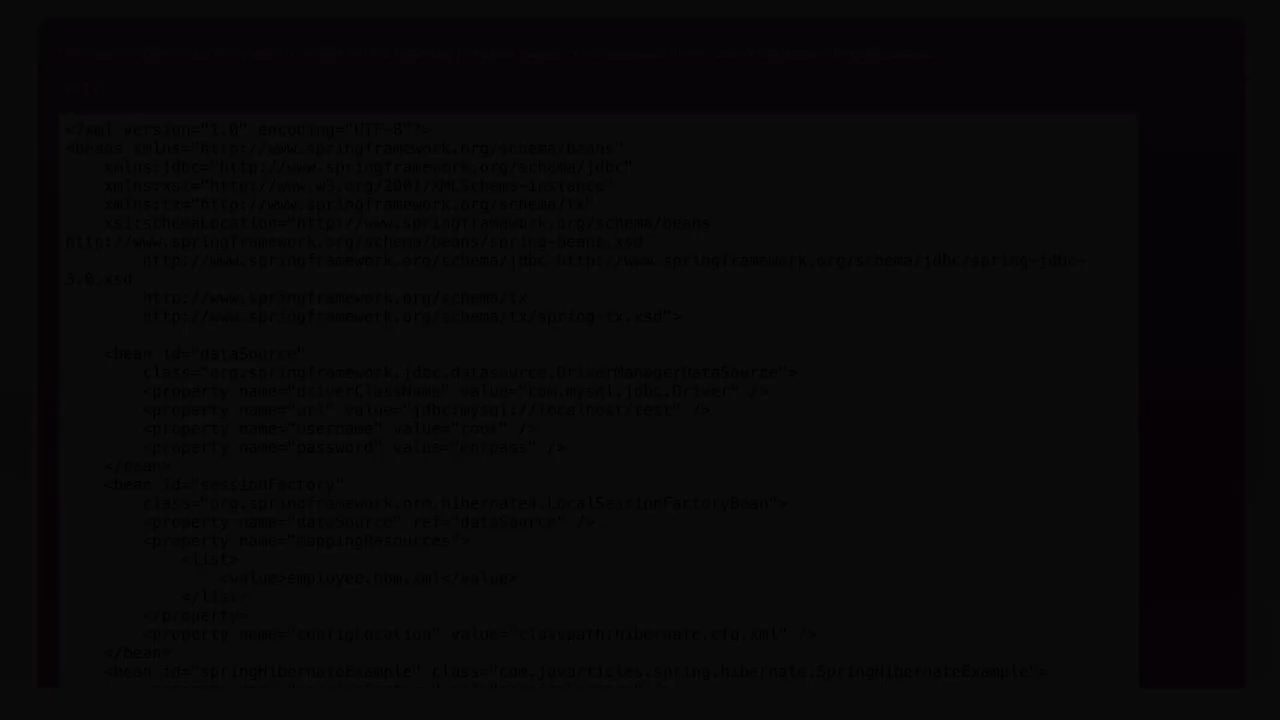 <?xml version="1.0" encoding="UTF-8"?>
<beans xmlns="http://www.springframework.org/schema/beans"
xmlns:jdbc="http://www.springframework.org/schema/jdbc"
xmlns:xsi="http://www.w3.org/2001/XMLSchema-instance"
xmlns:tx="http://www.springframework.org/schema/tx"
xsi:schemaLocation="http://www.springframework.org/schema/beans
http://www.springframework.org/schema/beans/spring-beans.xsd
http://www.springframework.org/schema/jdbc http://www.springframework.org/schema/jdbc/spring-jdbc-
3.0.xsd
http://www.springframework.org/schema/tx
http://www.springframework.org/schema/tx/spring-tx.xsd">
<bean id="dataSource"
class="org.springframework.jdbc.datasource.DriverManagerDataSource">
<property name="driverClassName" value="com.mysql.jdbc.Driver" />
<property name="url" value="jdbc:mysql://localhost/test" />
<property name="username" value="root" />
<property name="password" value="mnrpass" />
</bean>
<bean id="sessionFactory"
class="org.springframework.orm.hibernate4.LocalSessionFactoryBean">
<property name="dataSource" ref="dataSource" />
<property name="mappingResources">
<list>
<value>employee.hbm.xml</value>
</list>
</property>
<property name="configLocation" value="classpath:hibernate.cfg.xml" />
</bean>
<bean id="springHibernateExample" class="com.javarticles.spring.hibernate.SpringHibernateExample">